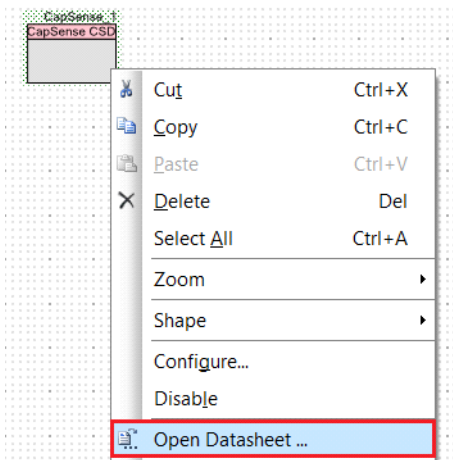 CapSense_1
CapSense CSD
Cut Ctrl+X
Copy Ctrl+C
Paste Ctrl+V
Delete Del
Select All Ctrl+A
Zoom
Shape
Configure...
Disable
Open Datasheet ...